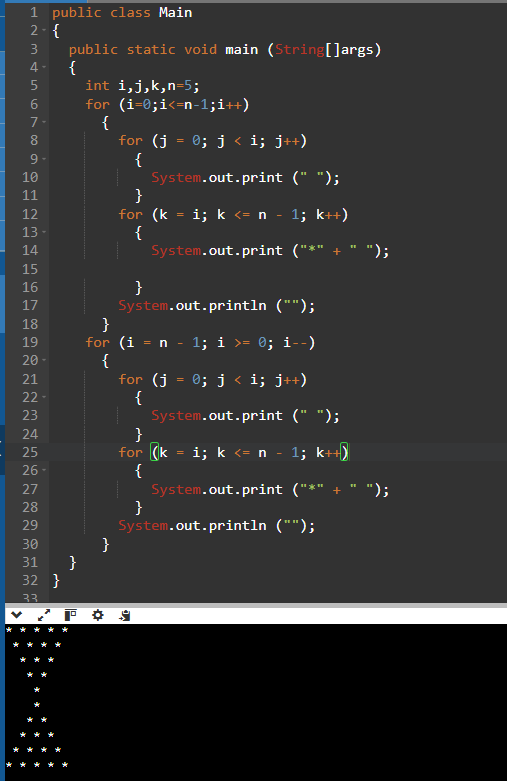 1 public class Main
2 {
3   public static void main (String[]args)
4   {
5     int i,j,k,n=5;
6     for (i=0;i<=n-1;i++)
7       {
8         for (j = 0; j < i; j++)
9           {
10             System.out.print (" ");
11           }
12         for (k = i; k <= n - 1; k++)
13           {
14             System.out.print ("*" + " ");
15
16           }
17         System.out.println ("");
18       }
19     for (i = n - 1; i >= 0; i--)
20       {
21         for (j = 0; j < i; j++)
22           {
23             System.out.print (" ");
24           }
25         for (k = i; k <= n - 1; k++)
26           {
27             System.out.print ("*" + " ");
28           }
29         System.out.println ("");
30       }
31   }
32 }
33
* * * * *
 * * * *
  * * *
   * *
    *
    *
   * *
  * * *
 * * * *
* * * * *